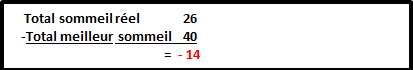 Total sommeil réel 26
-Total meilleur sommeil 40
= - 14